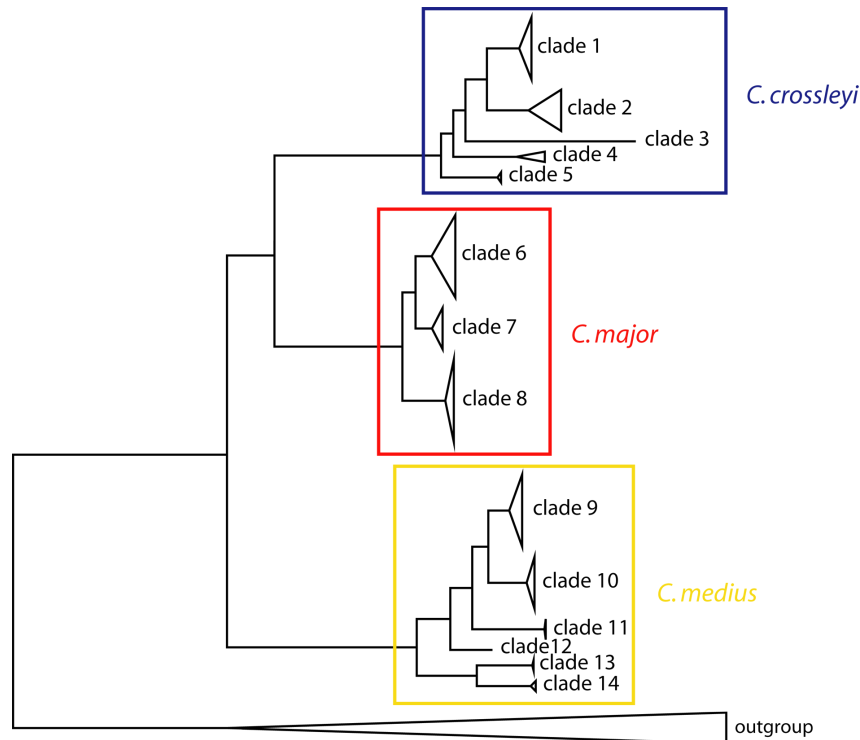 clade 1
C. crossleyi
clade 2
clade 3
clade 4
clade 5
clade 6
clade 7
C. major
clade 8
clade 9
clade 10
C. medius
clade 11
clade12
clade 13
clade 14
outgroup